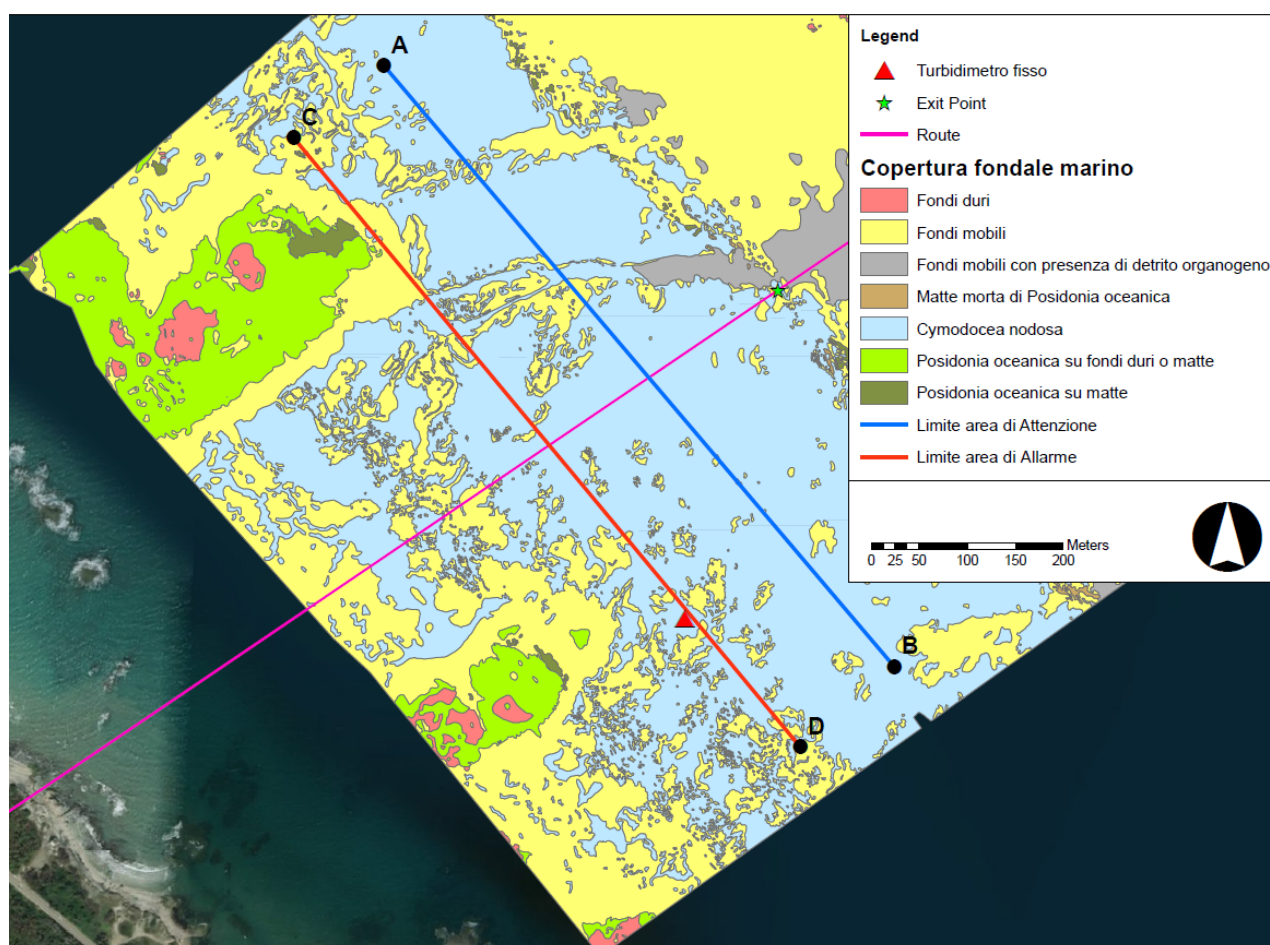 A
C
B
D
Legend
Turbidimetro fisso
Exit Point
Route
Copertura fondale marino
Fondi duri
Fondi mobili
Fondi mobili con presenza di detrito organogeno
Matte morta di Posidonia oceanica
Cymodocea nodosa
Posidonia oceanica su fondi duri o matte
Posidonia oceanica su matte
Limite area di Attenzione
Limite area di Allarme
Meters
0 25 50 100 150 200